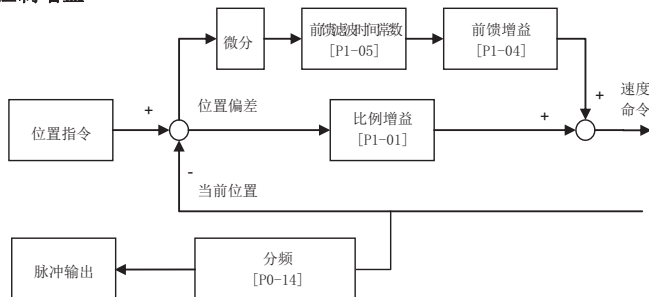 微分
前馈滤波时间常数
[P1-05]
前馈增益
[P1-04]
位置指令
+
位置偏差
比例增益
[P1-01]
+
+
速度
命令
-
当前位置
脉冲输出
分频
[P0-14]